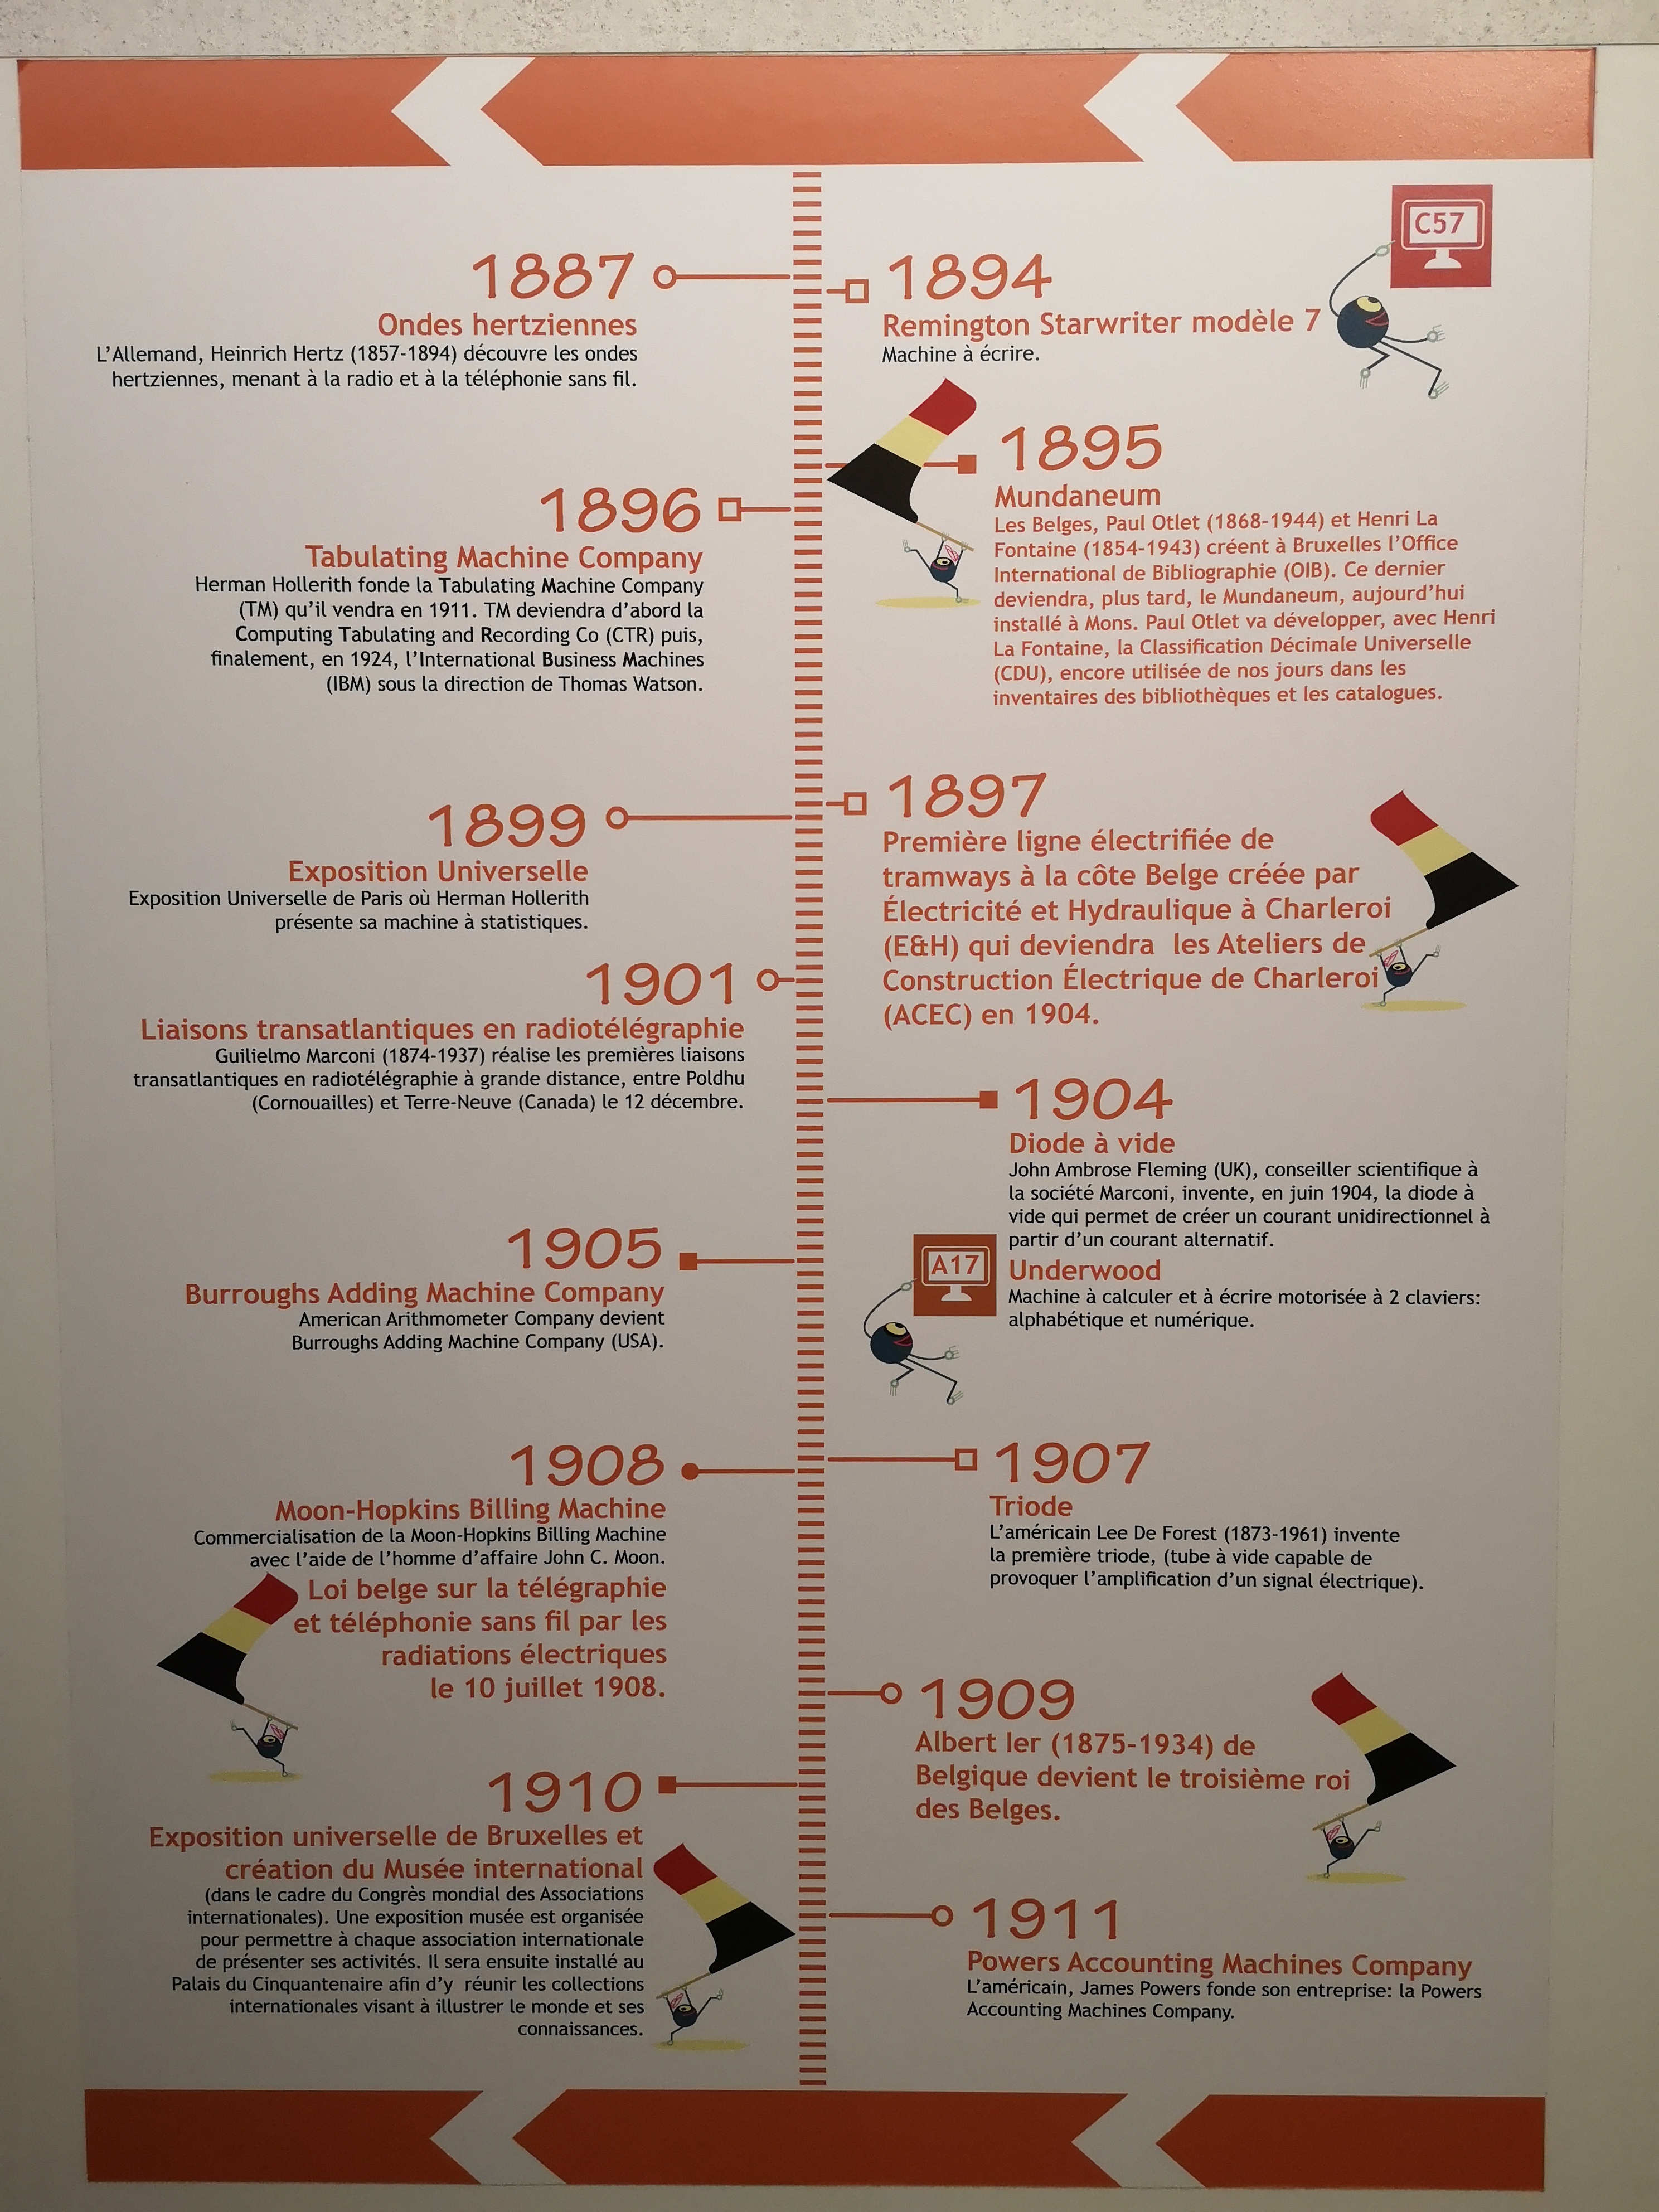 1887
Ondes hertziennes
L'Allemand, Heinrich Hertz (1857-1894) découvre les ondes
hertziennes, menant à la radio et à la téléphonie sans fil.
C57
1894
Remington Starwriter modèle 7
Machine à écrire.
1895
Mundaneum
Les Belges, Paul Otlet (1868-1944) et Henri La
Fontaine (1854-1943) créent à Bruxelles l'Office
International de Bibliographie (OIB). Ce dernier
deviendra, plus tard, le Mundaneum, aujourd'hui
installé à Mons. Paul Otlet va développer, avec Henri
La Fontaine, la Classification Décimale Universelle
(CDU), encore utilisée de nos jours dans les
inventaires des bibliothèques et les catalogues.
1896
Tabulating Machine Company
Herman Hollerith fonde la Tabulating Machine Company
(TM) qu'il vendra en 1911. TM deviendra d'abord la
Computing Tabulating and Recording Co (CTR) puis,
finalement, en 1924, l'International Business Machines
(IBM) sous la direction de Thomas Watson.
1897
Première ligne électrifiée de
tramways à la côte Belge créée par
Électricité et Hydraulique à Charleroi
(E&H) qui deviendra les Ateliers de
Construction Électrique de Charleroi
(ACEC) en 1904.
1899
Exposition Universelle
Exposition Universelle de Paris où Herman Hollerith
présente sa machine à statistiques.
1901
Liaisons transatlantiques en radiotélégraphie
Guilielmo Marconi (1874-1937) réalise les premières liaisons
transatlantiques en radiotélégraphie à grande distance, entre Poldhu
(Cornouailles) et Terre-Neuve (Canada) le 12 décembre.
1904
Diode à vide
John Ambrose Fleming (UK), conseiller scientifique à
la société Marconi, invente, en juin 1904, la diode à
vide qui permet de créer un courant unidirectionnel à
partir d'un courant alternatif.
A17
Underwood
Machine à calculer et à écrire motorisée à 2 claviers:
alphabétique et numérique.
1905
Burroughs Adding Machine Company
American Arithmometer Company devient
Burroughs Adding Machine Company (USA).
1907
Triode
L'américain Lee De Forest (1873-1961) invente
la première triode, (tube à vide capable de
provoquer l'amplification d'un signal électrique).
1908
Moon-Hopkins Billing Machine
Commercialisation de la Moon-Hopkins Billing Machine
avec l'aide de l'homme d'affaire John C. Moon.
Loi belge sur la télégraphie
et téléphonie sans fil par les
radiations électriques
le 10 juillet 1908.
1909
Albert Ier (1875-1934) de
Belgique devient le troisième roi
des Belges.
1910
Exposition universelle de Bruxelles et
création du Musée international
(dans le cadre du Congrès mondial des Associations
internationales). Une exposition musée est organisée
pour permettre à chaque association internationale
de présenter ses activités. Il sera ensuite installé au
Palais du Cinquantenaire afin d'y réunir les collections
internationales visant à illustrer le monde et ses
connaissances.
1911
Powers Accounting Machines Company
L'américain, James Powers fonde son entreprise: la Powers
Accounting Machines Company.